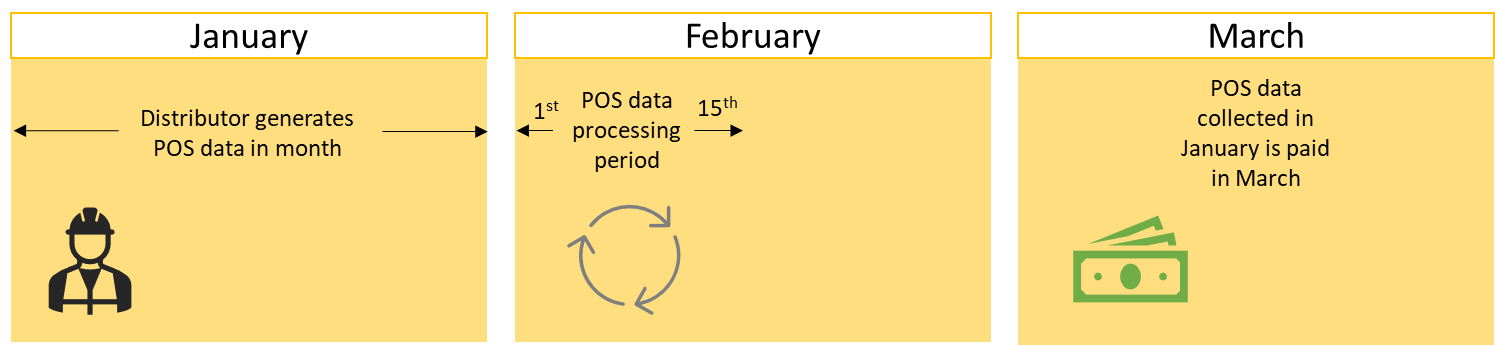 January
Distributor generates
POS data in month
February
1st
POS data
processing
period
15th
March
POS data
collected in
January is paid
in March